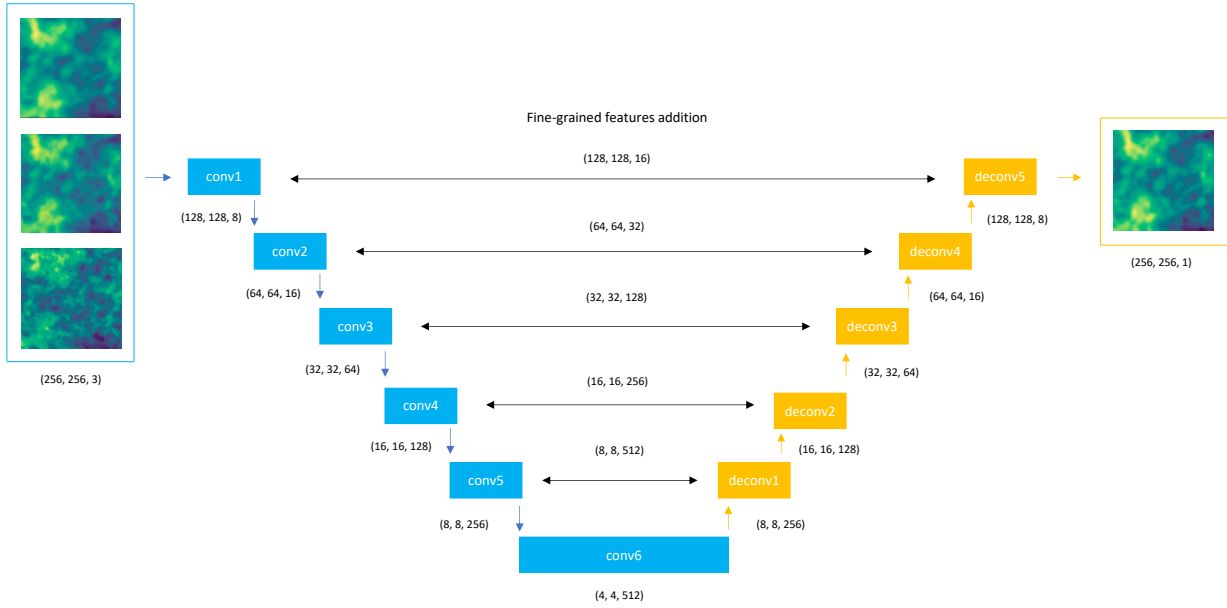 Fine-grained features addition
(128, 128, 16)
conv1
deconv5
(128, 128, 8)
(128, 128, 8)
(64, 64, 32)
conv2
deconv4
(256, 256, 1)
(64, 64, 16)
(64, 64, 16)
(32, 32, 128)
conv3
deconv3
(256, 256, 3)
(32, 32, 64)
(32, 32, 64)
(16, 16, 256)
conv4
deconv2
(16, 16, 128)
(16, 16, 128)
(8, 8, 512)
conv5
deconv1
(8, 8, 256)
(8, 8, 256)
conv6
(4, 4, 512)